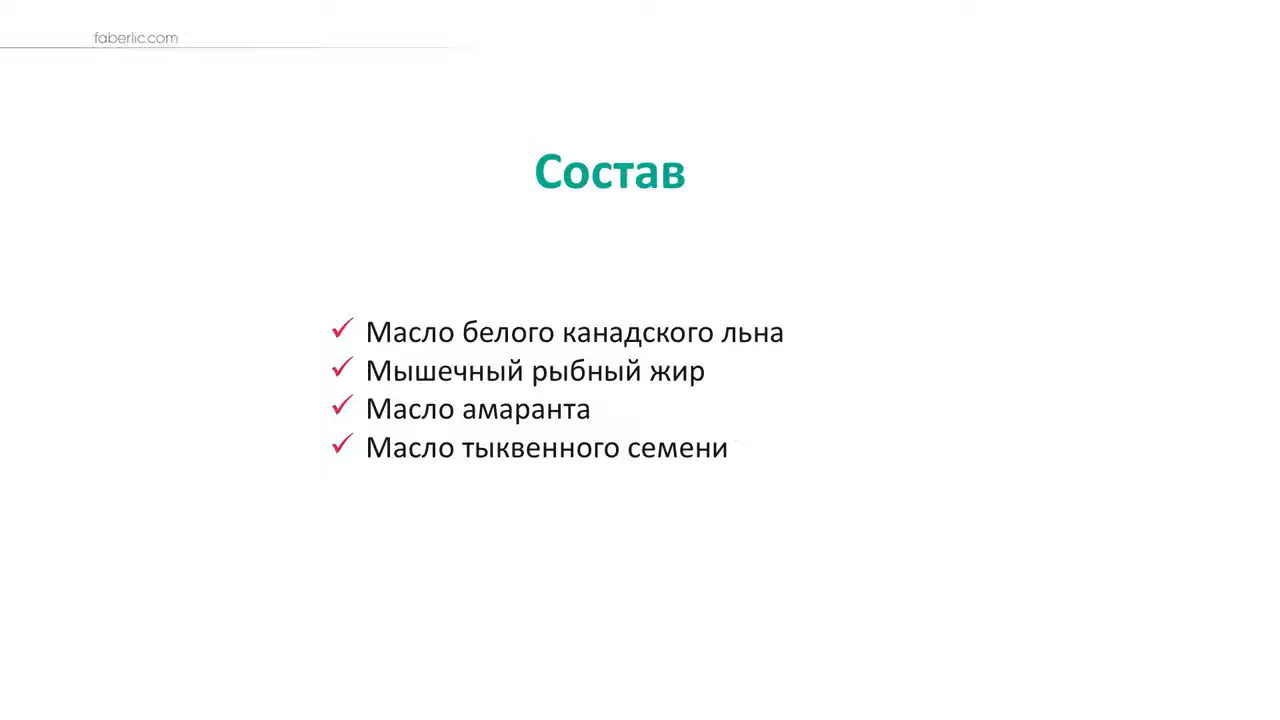 faberlic.com
Состав
✓ Масло белого канадского льна
✓ Мышечный рыбный жир
✓ Масло амаранта
✓ Масло тыквенного семени